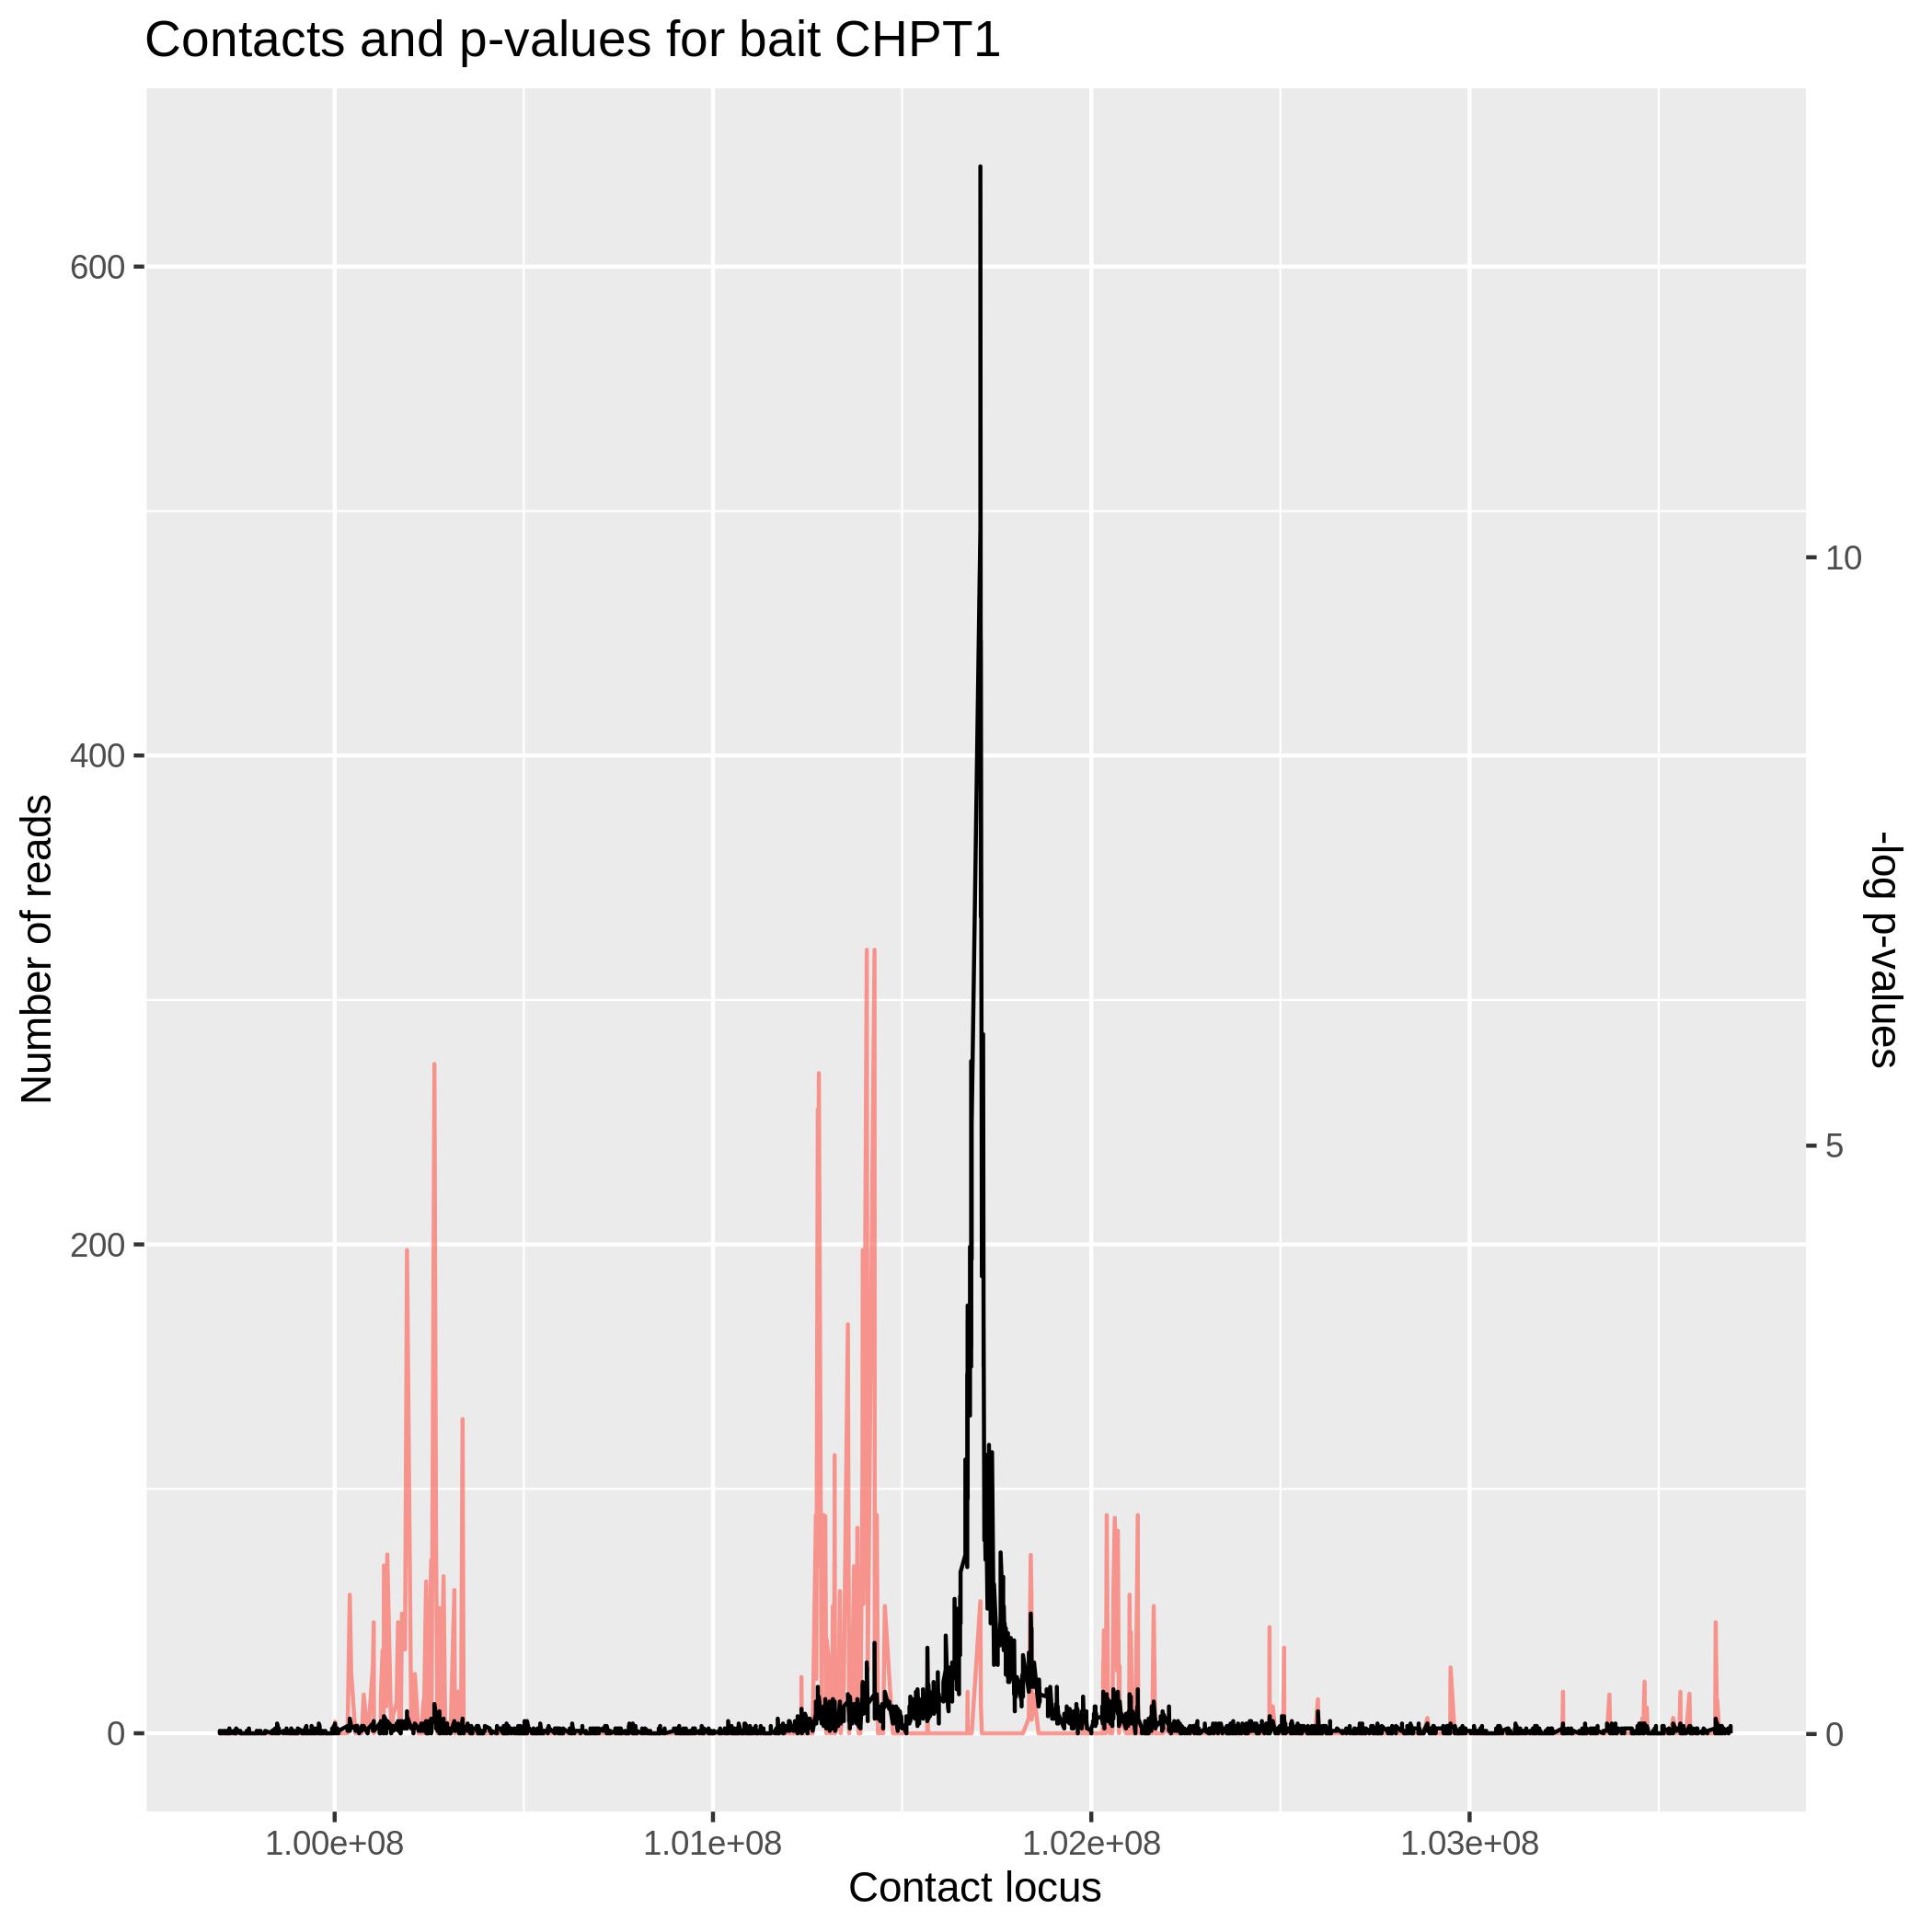 Contacts and p-values for bait CHPT1
600
400
200
0
Number of reads
10
5
0
-log p-values
1.00e+08
1.01e+08
1.02e+08
1.03e+08
Contact locus